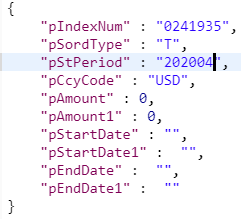 {
"pIndexNum" : "0241935",
"pSordType" : "T",
"pStPeriod" : "202004",
"pCcyCode" : "USD",
"pAmount" : 0,
"pAmount1" : 0,
"pStartDate" : "",
"pStartDate1" : "",
"pEndDate" : "",
"pEndDate1" : ""
}